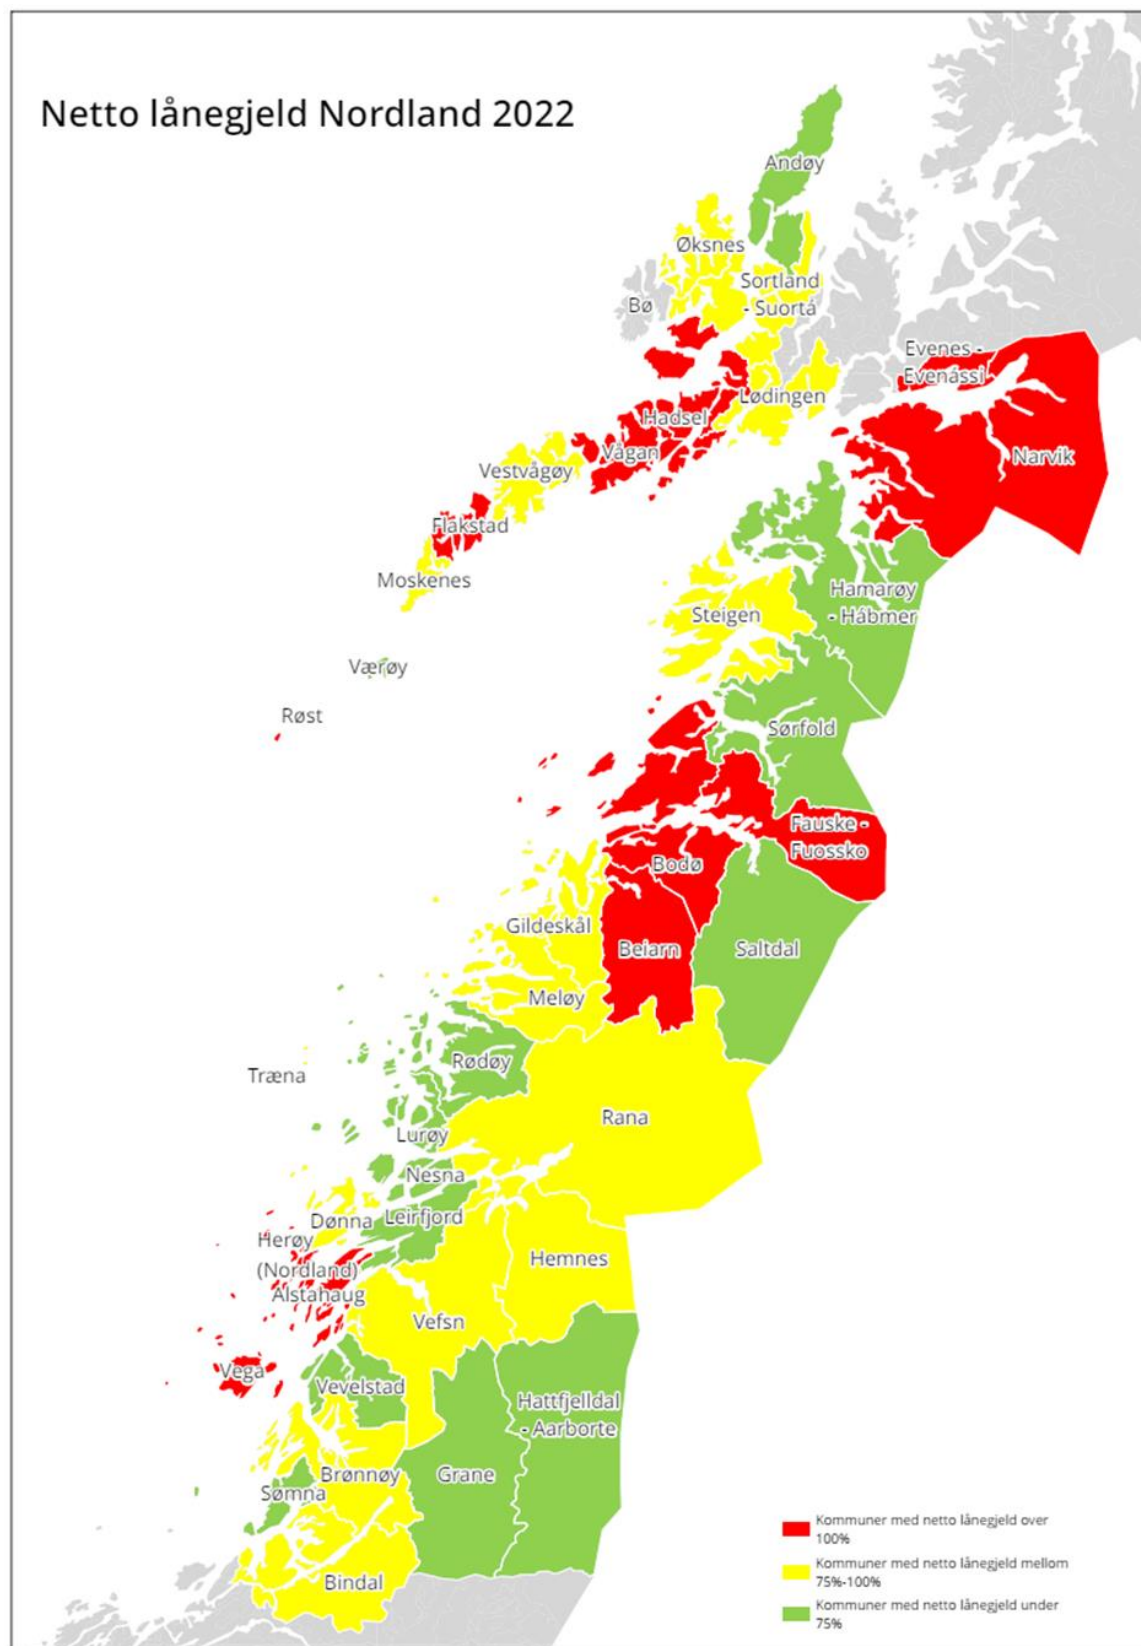 Netto lånegjeld Nordland 2022
Andøy
Øksnes
Sortland
- Suortá
Bø
Evenes -
Evenássi
Lødingen
Hadsel
Vågan
Narvik
Vestvågøy
Flakstad
Moskenes
Hamarøy
- Hábmer
Steigen
Værøy
Røst
Sørfold
Fauske -
Fuossko
Bodø
Gildeskål
Beiarn
Saltdal
Meløy
Rødøy
Træna
Rana
Lurøy
Nesna
Leirfjord
Dønna
Herøy
(Nordland)
Alstahaug
Hemnes
Vefsn
Vega
Vevelstad
Hattfjelldal
- Aarborte
Brønnøy
Grane
Sømna
Bindal
Kommuner med netto lånegjeld over
100%
Kommuner med netto lånegjeld mellom
75%-100%
Kommuner med netto lånegjeld under
75%